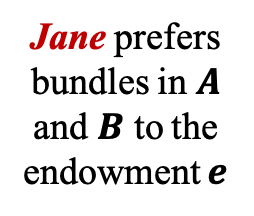 Jane prefers
bundles in A
and B to the
endowment e